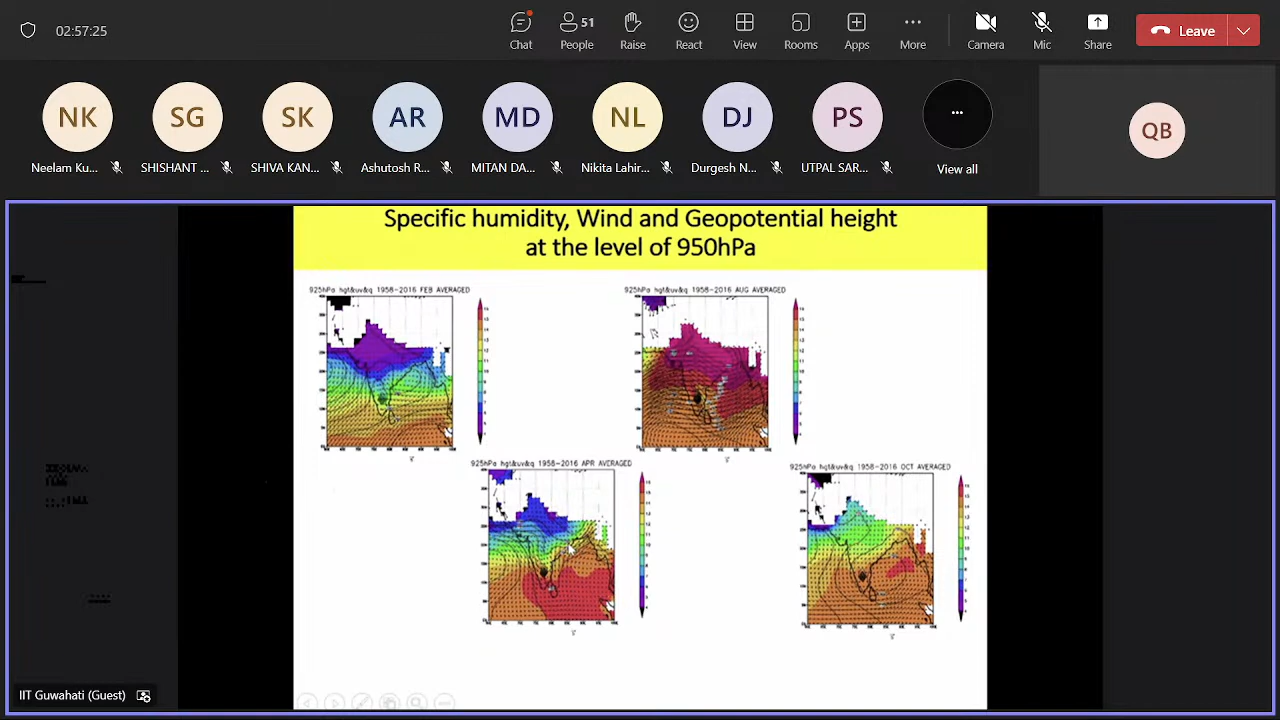 02:57:25
Chat
51
People
Raise
React
View
Rooms
Apps
More
Camera
Mic
Share
Leave
NK
SG
SK
AR
MD
NL
DJ
PS
QB
Neelam Ku...
SHISHANT ...
SHIVA KAN...
Ashutosh R...
MITAN DA...
Nikita Lahir...
Durgesh N...
UTPAL SAR...
View all
Specific humidity, Wind and Geopotential height
at the level of 950hPa
925hPa hgt&uv&q 1958-2016 FEB AVERAGED
925hPa hgt&uv&q 1958-2016 AUG AVERAGED
925hPa hgt&uv&q 1958-2016 APR AVERAGED
925hPa hgt&uv&q 1958-2016 OCT AVERAGED
IIT Guwahati (Guest)